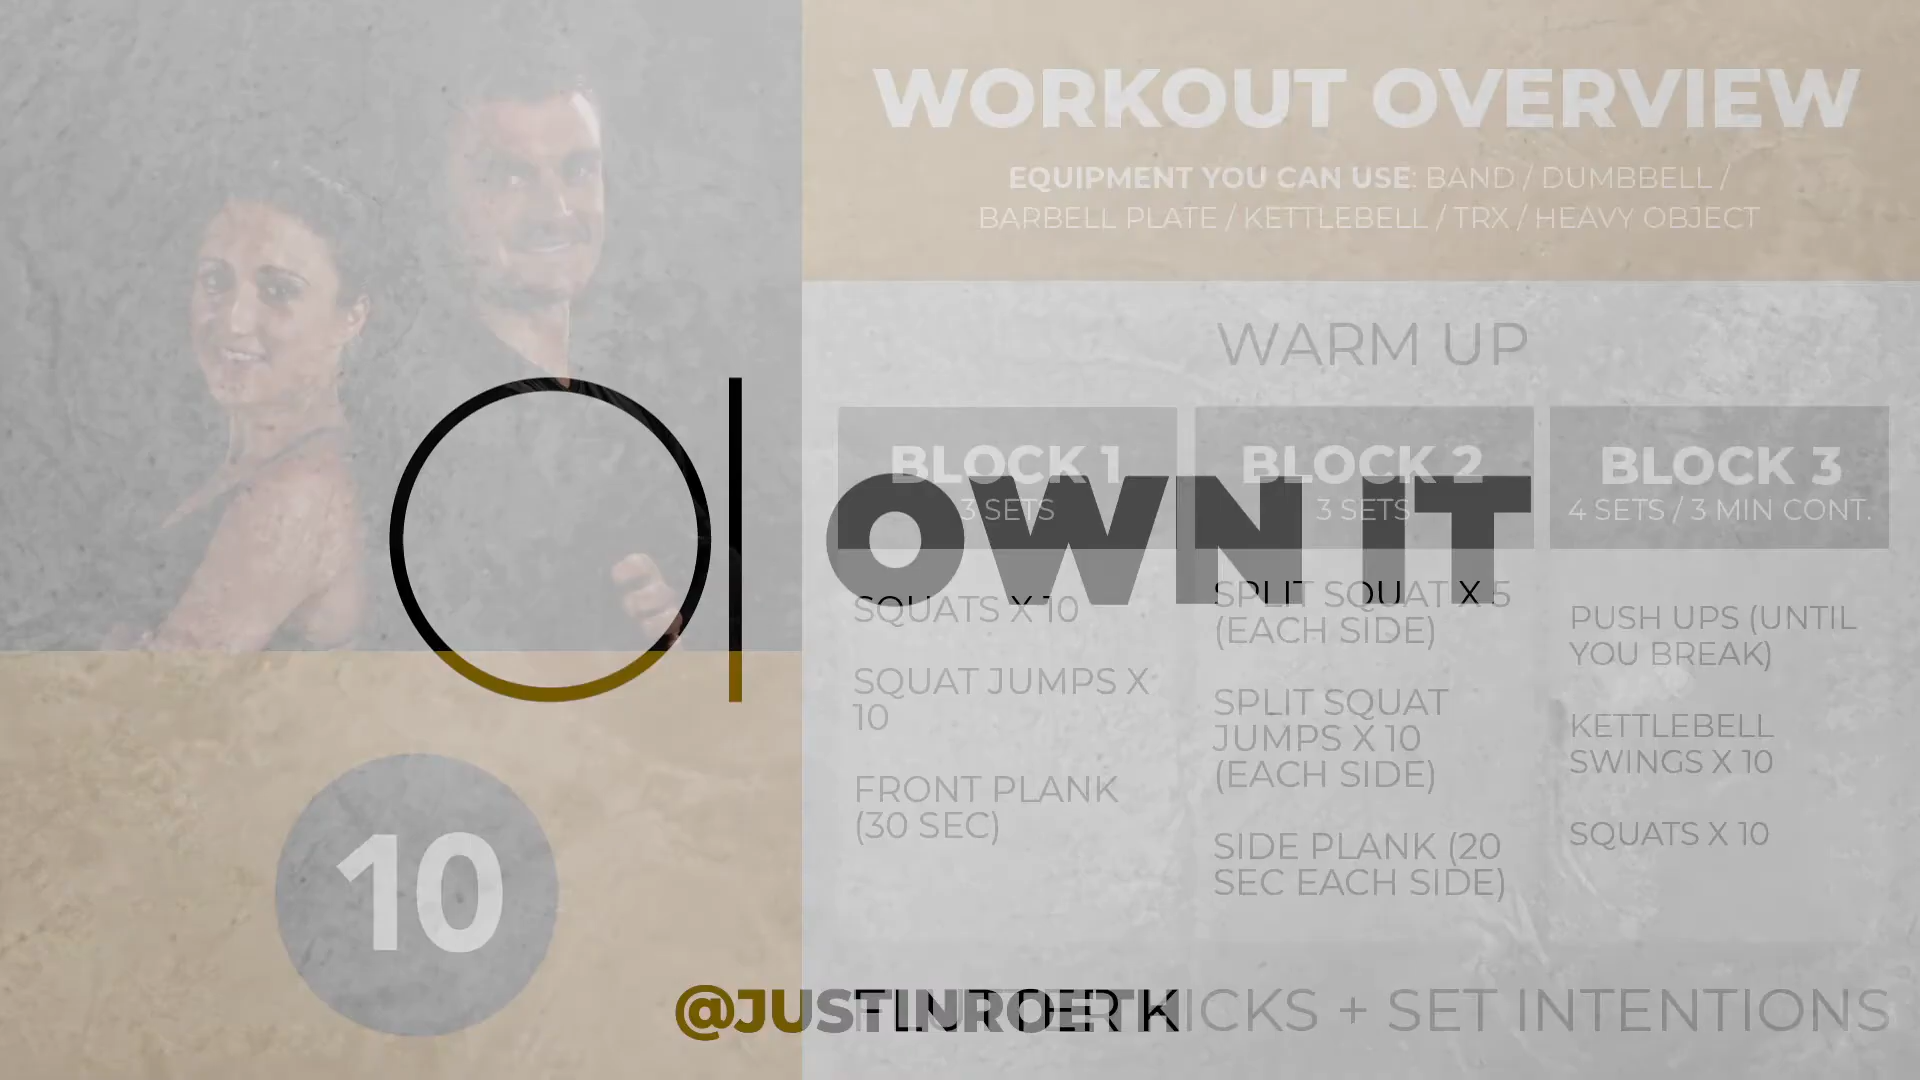 WORKOUT OVERVIEW
EQUIPMENT YOU CAN USE: BAND / DUMBBELL /
BARBELL PLATE / KETTLEBELL / TRX / HEAVY OBJECT
WARM UP
BLOCK 1
3 SETS
SQUATS X 10
SQUAT JUMPS X
10
FRONT PLANK
(30 SEC)
BLOCK 2
3 SETS
SPLIT SQUAT X 5
(EACH SIDE)
SPLIT SQUAT
JUMPS X 10
(EACH SIDE)
SIDE PLANK (20
SEC EACH SIDE)
BLOCK 3
4 SETS / 3 MIN CONT.
PUSH UPS (UNTIL
YOU BREAK)
KETTLEBELL
SWINGS X 10
SQUATS X 10
OWN IT
10
@JUSTINROETHK
FLUTTER KICKS + SET INTENTIONS